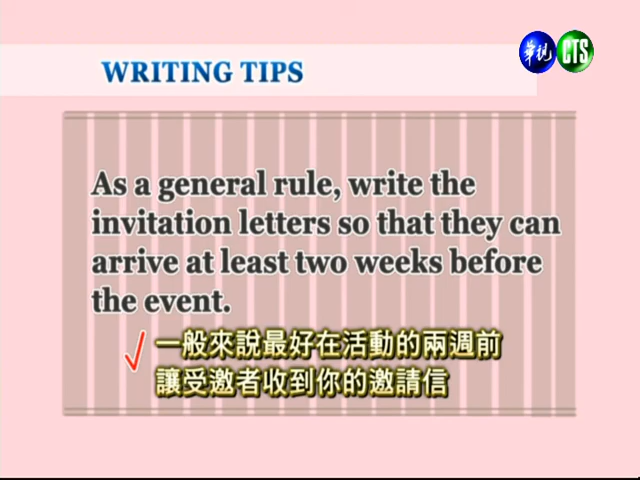 WRITING TIPS
華視 CTS
As a general rule, write the
invitation letters so that they can
arrive at least two weeks before
the event.
一般來說最好在活動的兩週前
讓受邀者收到你的邀請信